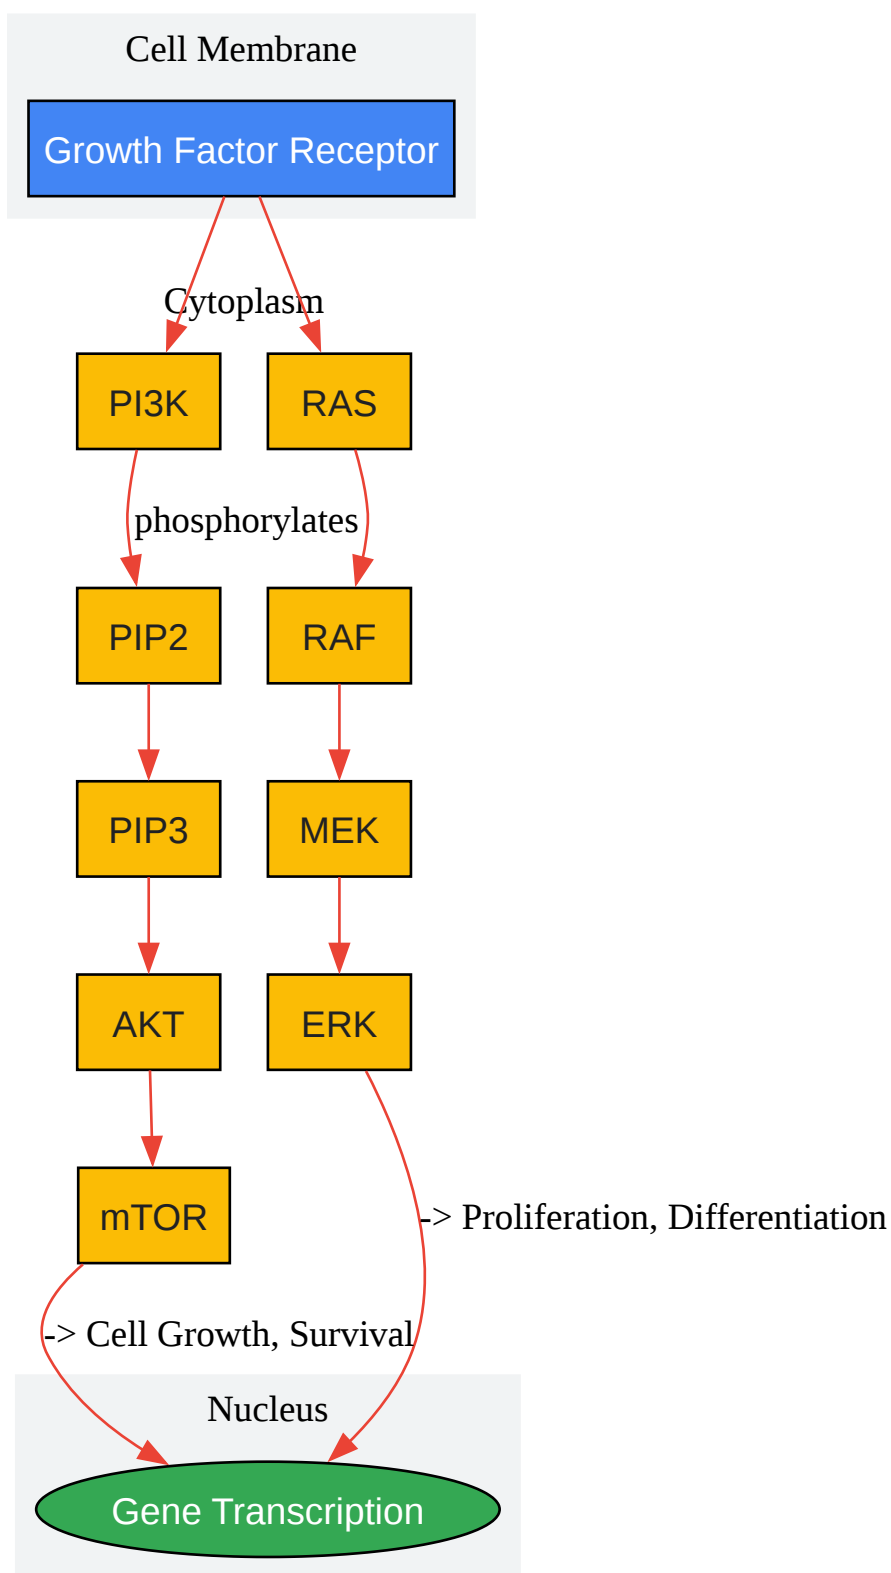 Cell Membrane
Growth Factor Receptor
Cytoplasm
PI3K
RAS
phosphorylates
PIP2
RAF
PIP3
MEK
AKT
ERK
mTOR
-> Proliferation, Differentiation
-> Cell Growth, Survival
Nucleus
Gene Transcription